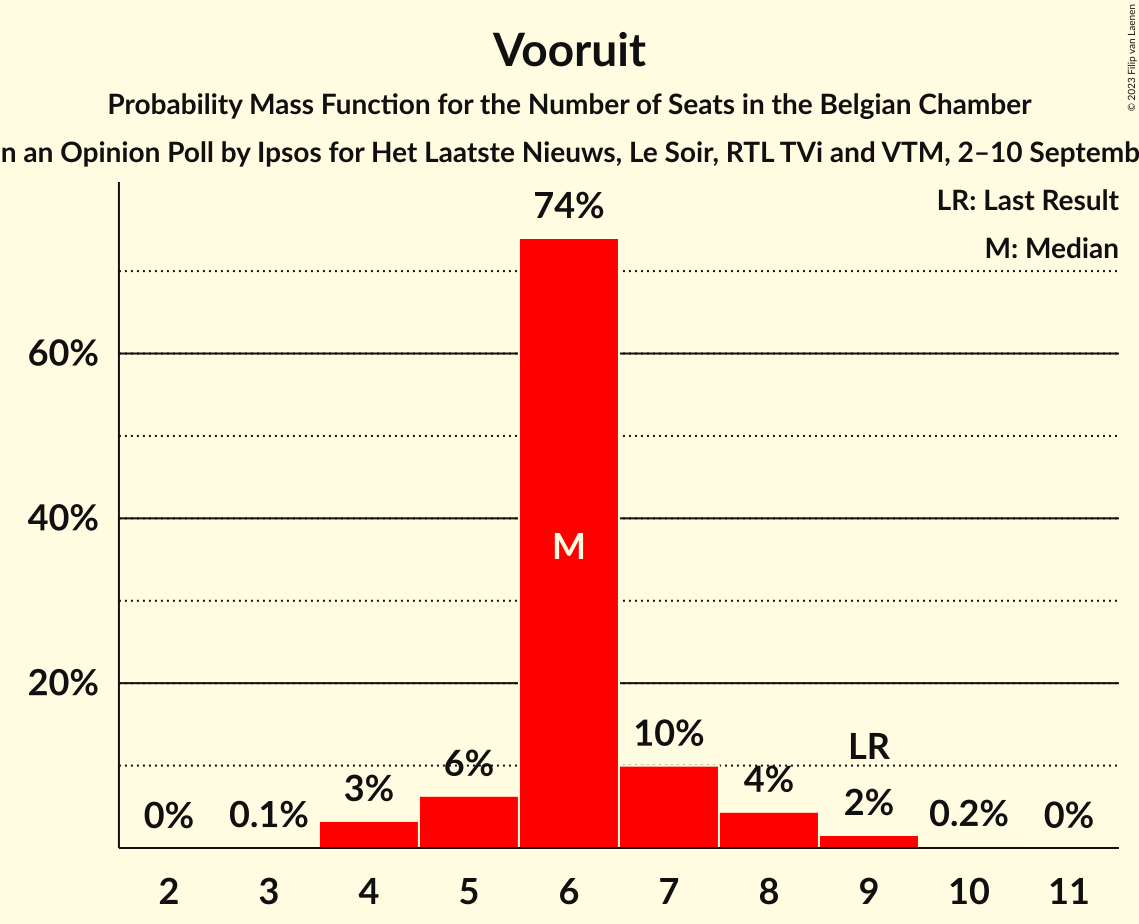 Vooruit
Probability Mass Function for the Number of Seats in the Belgian Chamber
n an Opinion Poll by Ipsos for Het Laatste Nieuws, Le Soir, RTL TVi and VTM, 2–10 Septemb
© 2023 Filip van Laenen
LR: Last Result
M: Median
74%
60%
40%
20%
M
0%
0.1%
3%
6%
10%
4%
LR
2%
0.2%
0%
2 3 4 5 6 7 8 9 10 11